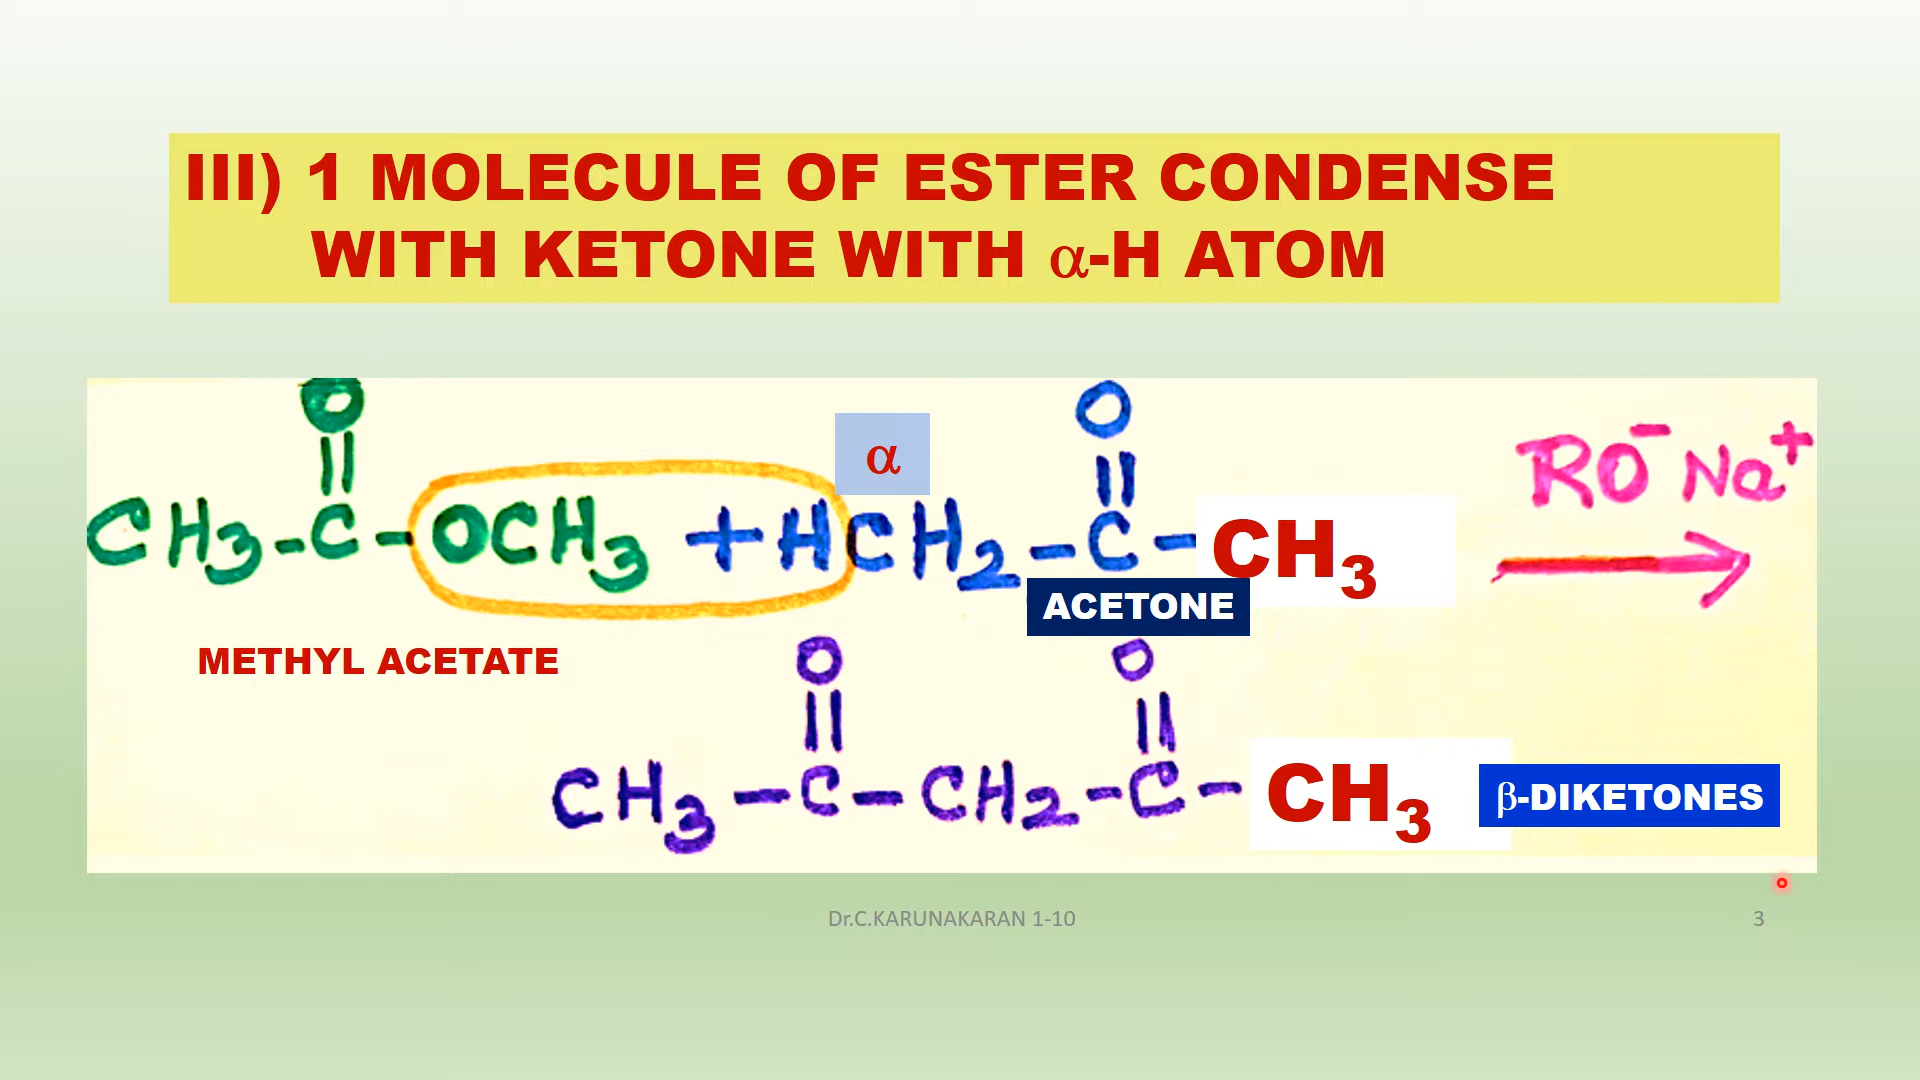 III) 1 MOLECULE OF ESTER CONDENSE
WITH KETONE WITH α-H ATOM
O
O
α
RO⁻ Na⁺
CH3-C-OCH3 +HCH2-C-CH3
ACETONE
METHYL ACETATE
O
O
CH3-C-CH2-C-CH3
β-DIKETONES
Dr.C.KARUNAKARAN 1-10
3